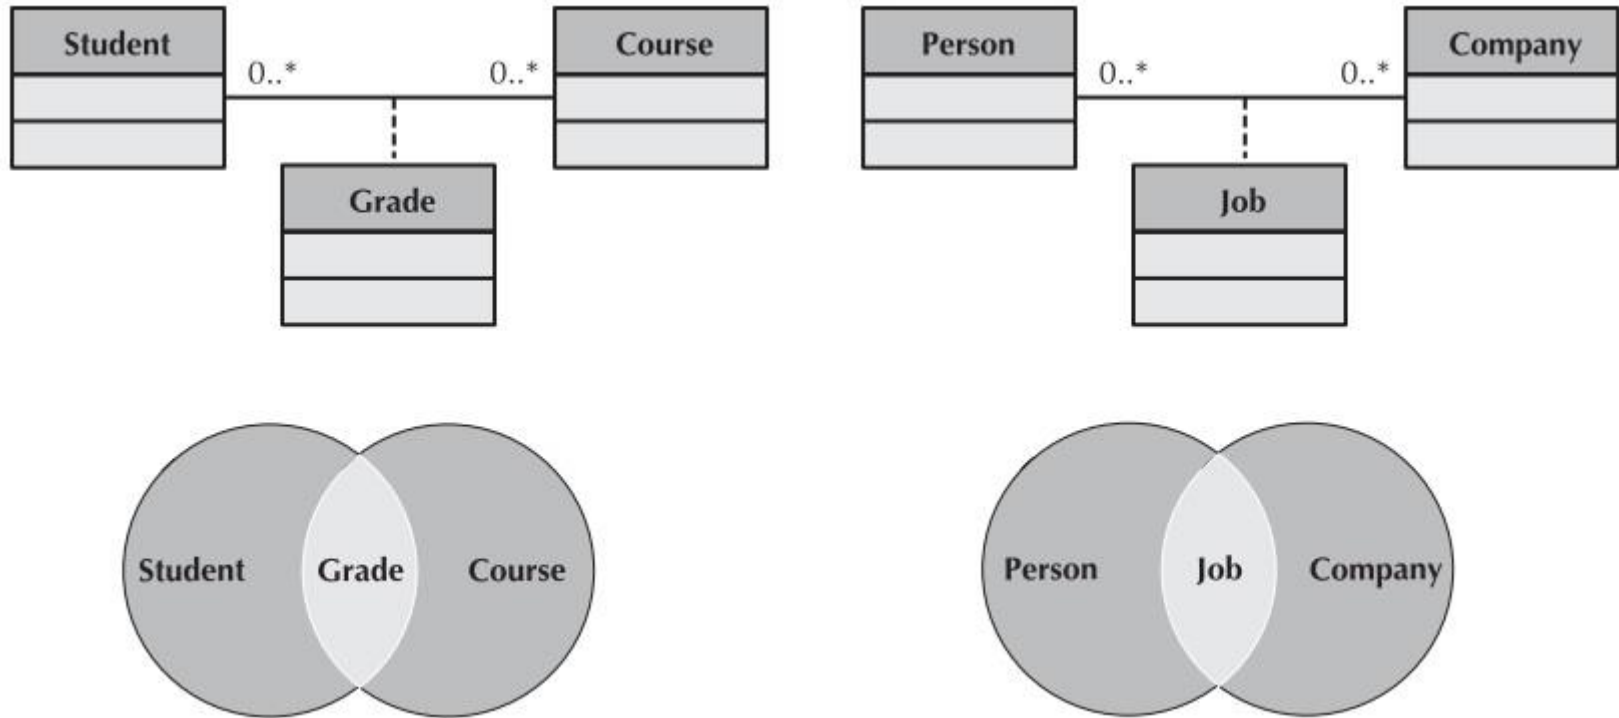 Student
0..*
0..*
Course
Grade
Person
0..*
0..*
Company
Job
Student
Grade
Course
Person
Job
Company